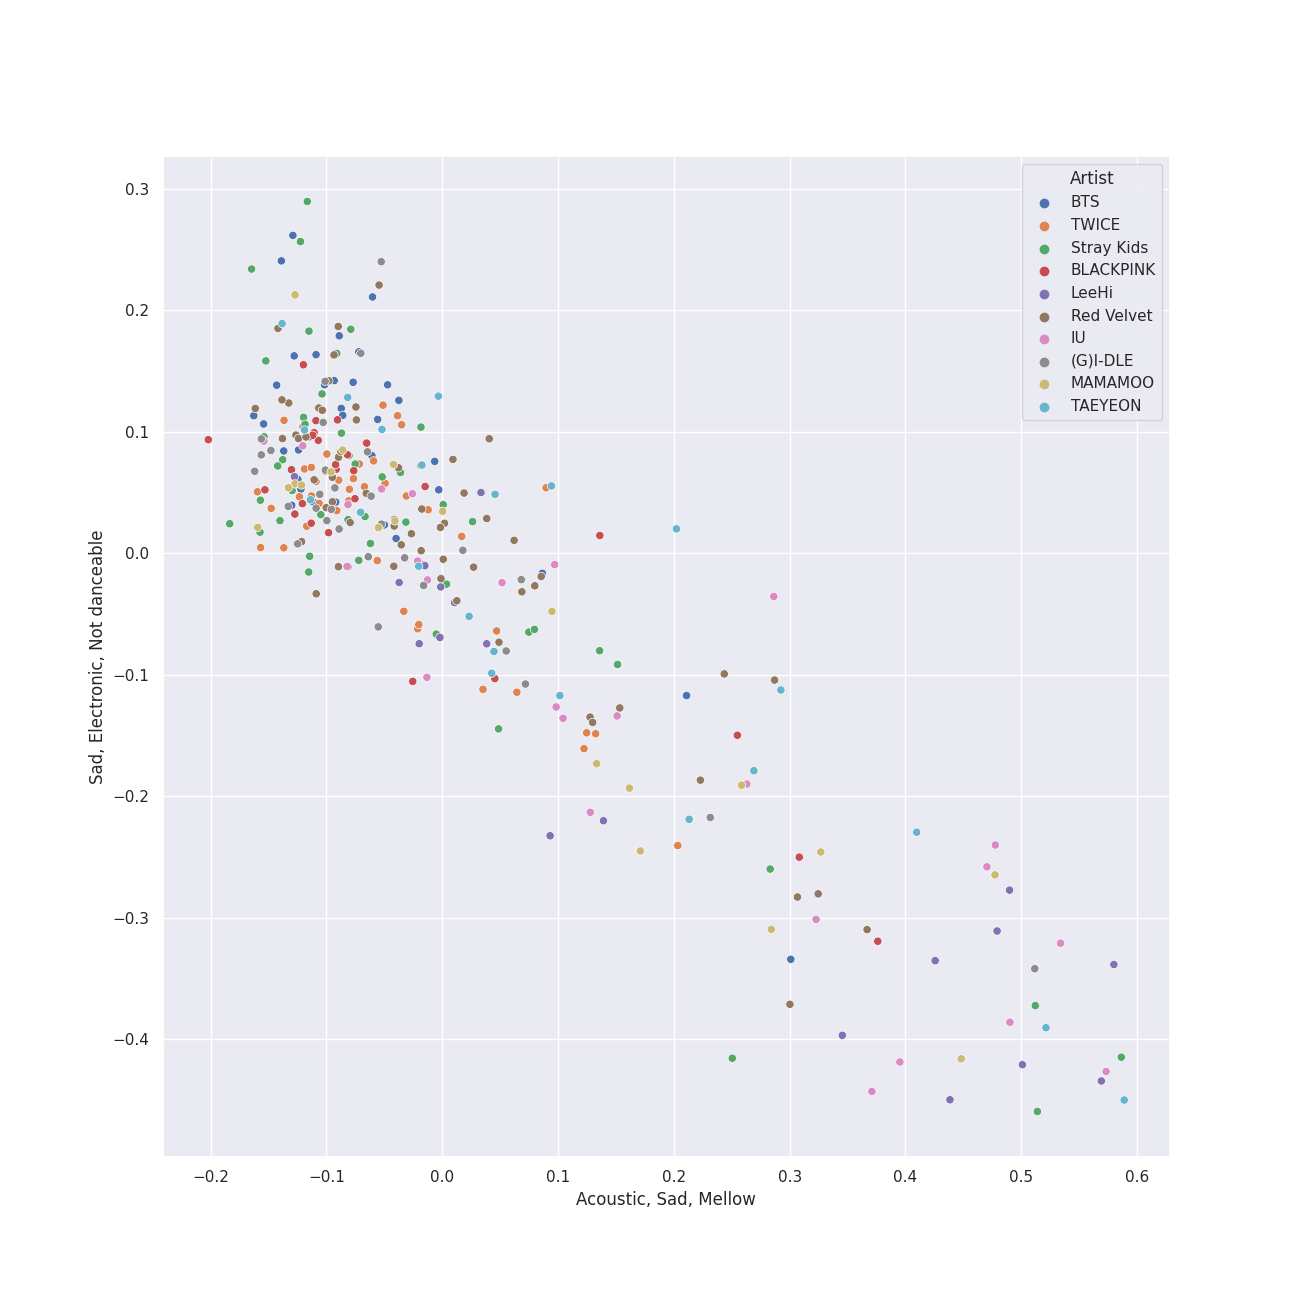 Artist
BTS
TWICE
Stray Kids
BLACKPINK
LeeHi
Red Velvet
IU
(G)I-DLE
MAMAMOO
TAEYEON
0.3
0.2
0.1
0.0
−0.1
−0.2
−0.3
−0.4
Sad, Electronic, Not danceable
−0.2 −0.1 0.0 0.1 0.2 0.3 0.4 0.5 0.6
Acoustic, Sad, Mellow